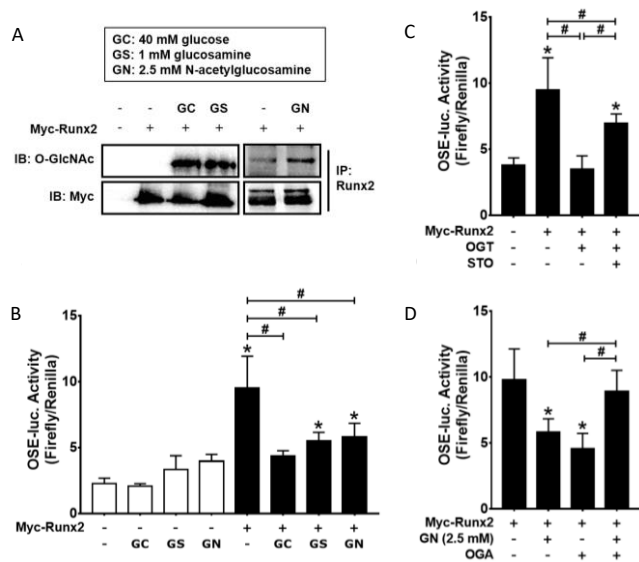 A
GC: 40 mM glucose
GS: 1 mM glucosamine
GN: 2.5 mM N-acetylglucosamine
- - GC GS - GN
Myc-Runx2 - + + + + +
IB: O-GlcNAc
IB: Myc
IP:
Runx2
B
OSE-luc. Activity
(Firefly/Renilla)
15
10
5
0
* # # # * *
Myc-Runx2 - - - - + + + +
- GC GS GN - GC GS GN
C
OSE-luc. Activity
(Firefly/Renilla)
15
10
5
0
* # # # *
Myc-Runx2 - + + +
OGT - - + +
STO - - - +
D
OSE-luc. Activity
(Firefly/Renilla)
15
10
5
0
* * # #
Myc-Runx2 + + + +
GN (2.5 mM) - + - +
OGA - - + +